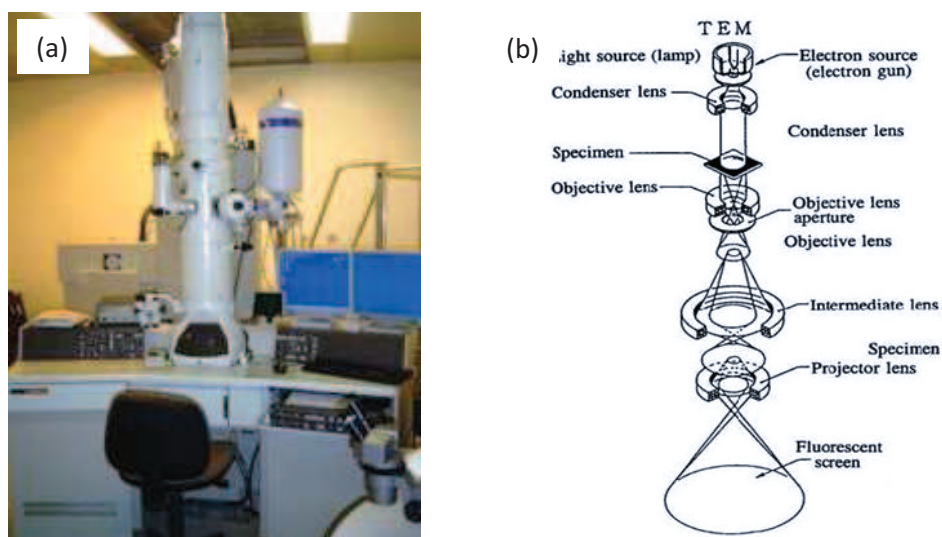 (a)
(b)
TEM
ight source (lamp)
Electron source
(electron gun)
Condenser lens
Condenser lens
Specimen
Objective lens
Objective lens
aperture
Objective lens
Intermediate lens
Specimen
Projector lens
Fluorescent
screen